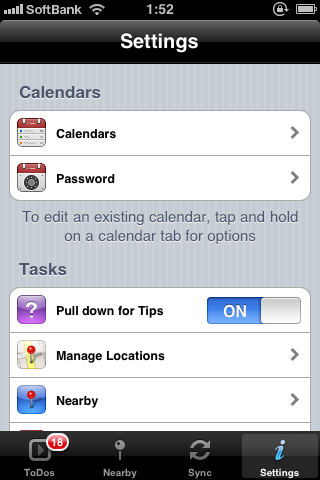 SoftBank 1:52
Settings
Calendars
Calendars
Password
To edit an existing calendar, tap and hold
on a calendar tab for options
Tasks
?
Pull down for Tips ON
Manage Locations
Nearby
18
ToDos Nearby Sync Settings